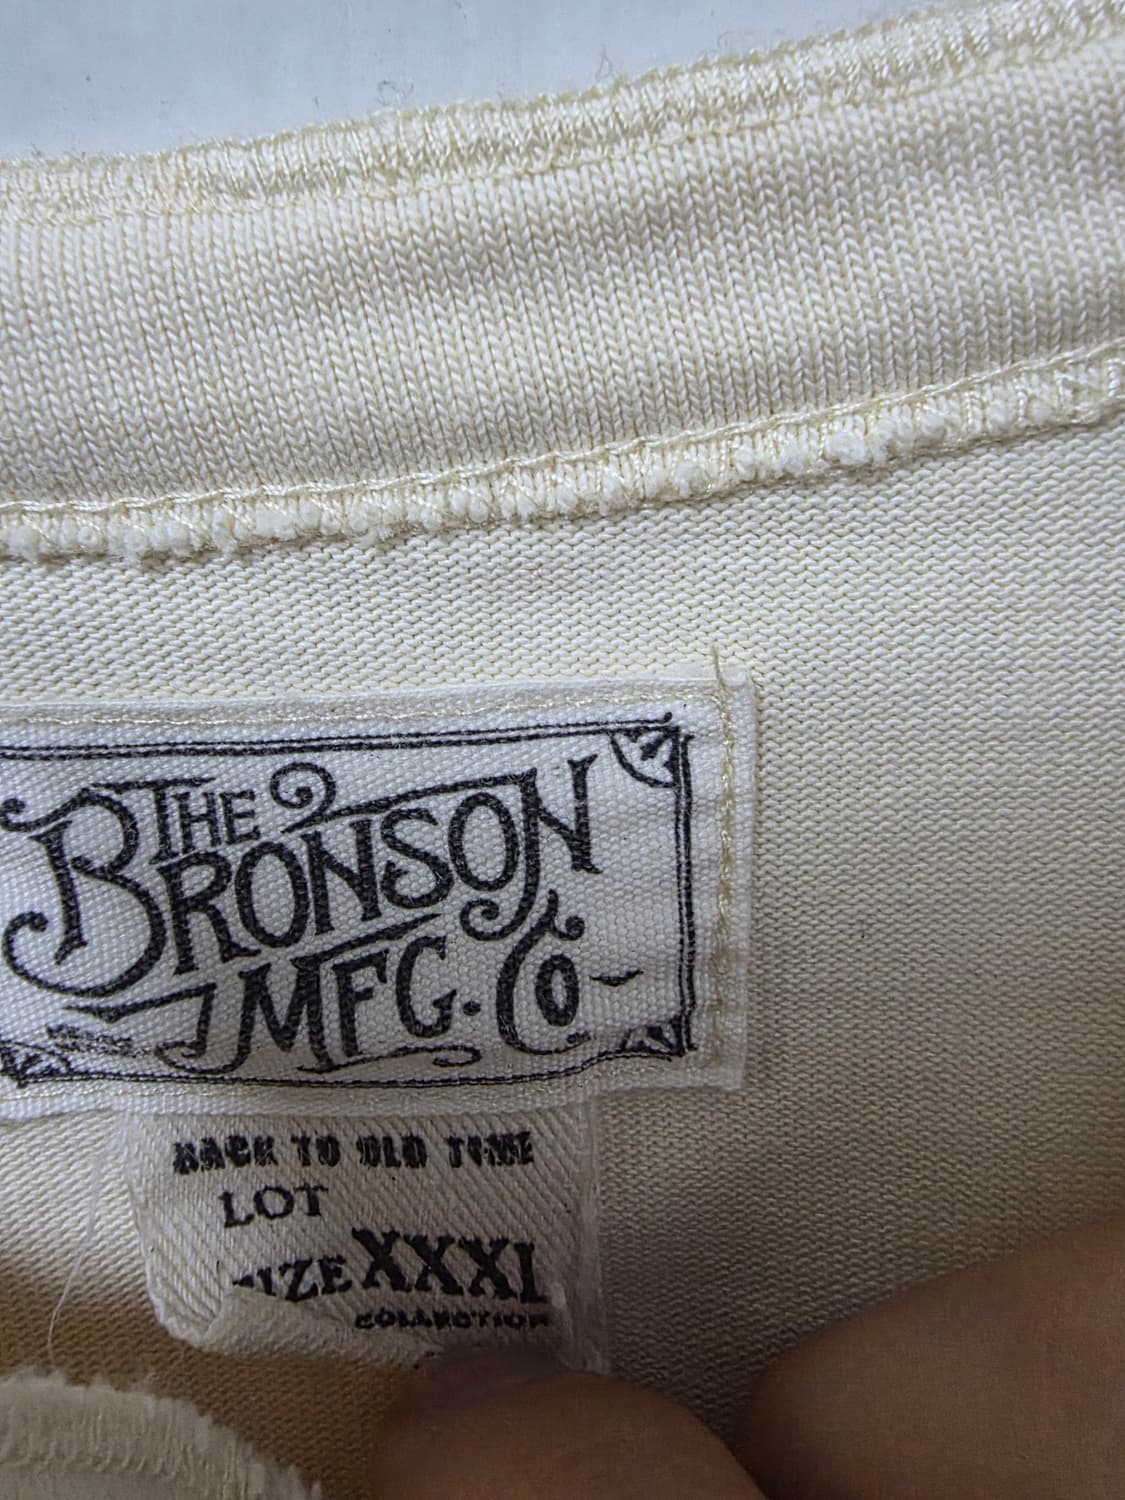 THE
BRONSON
MFG. Co
BACK TO OLD TIME
LOT
SIZE XXXL
COLLECTION